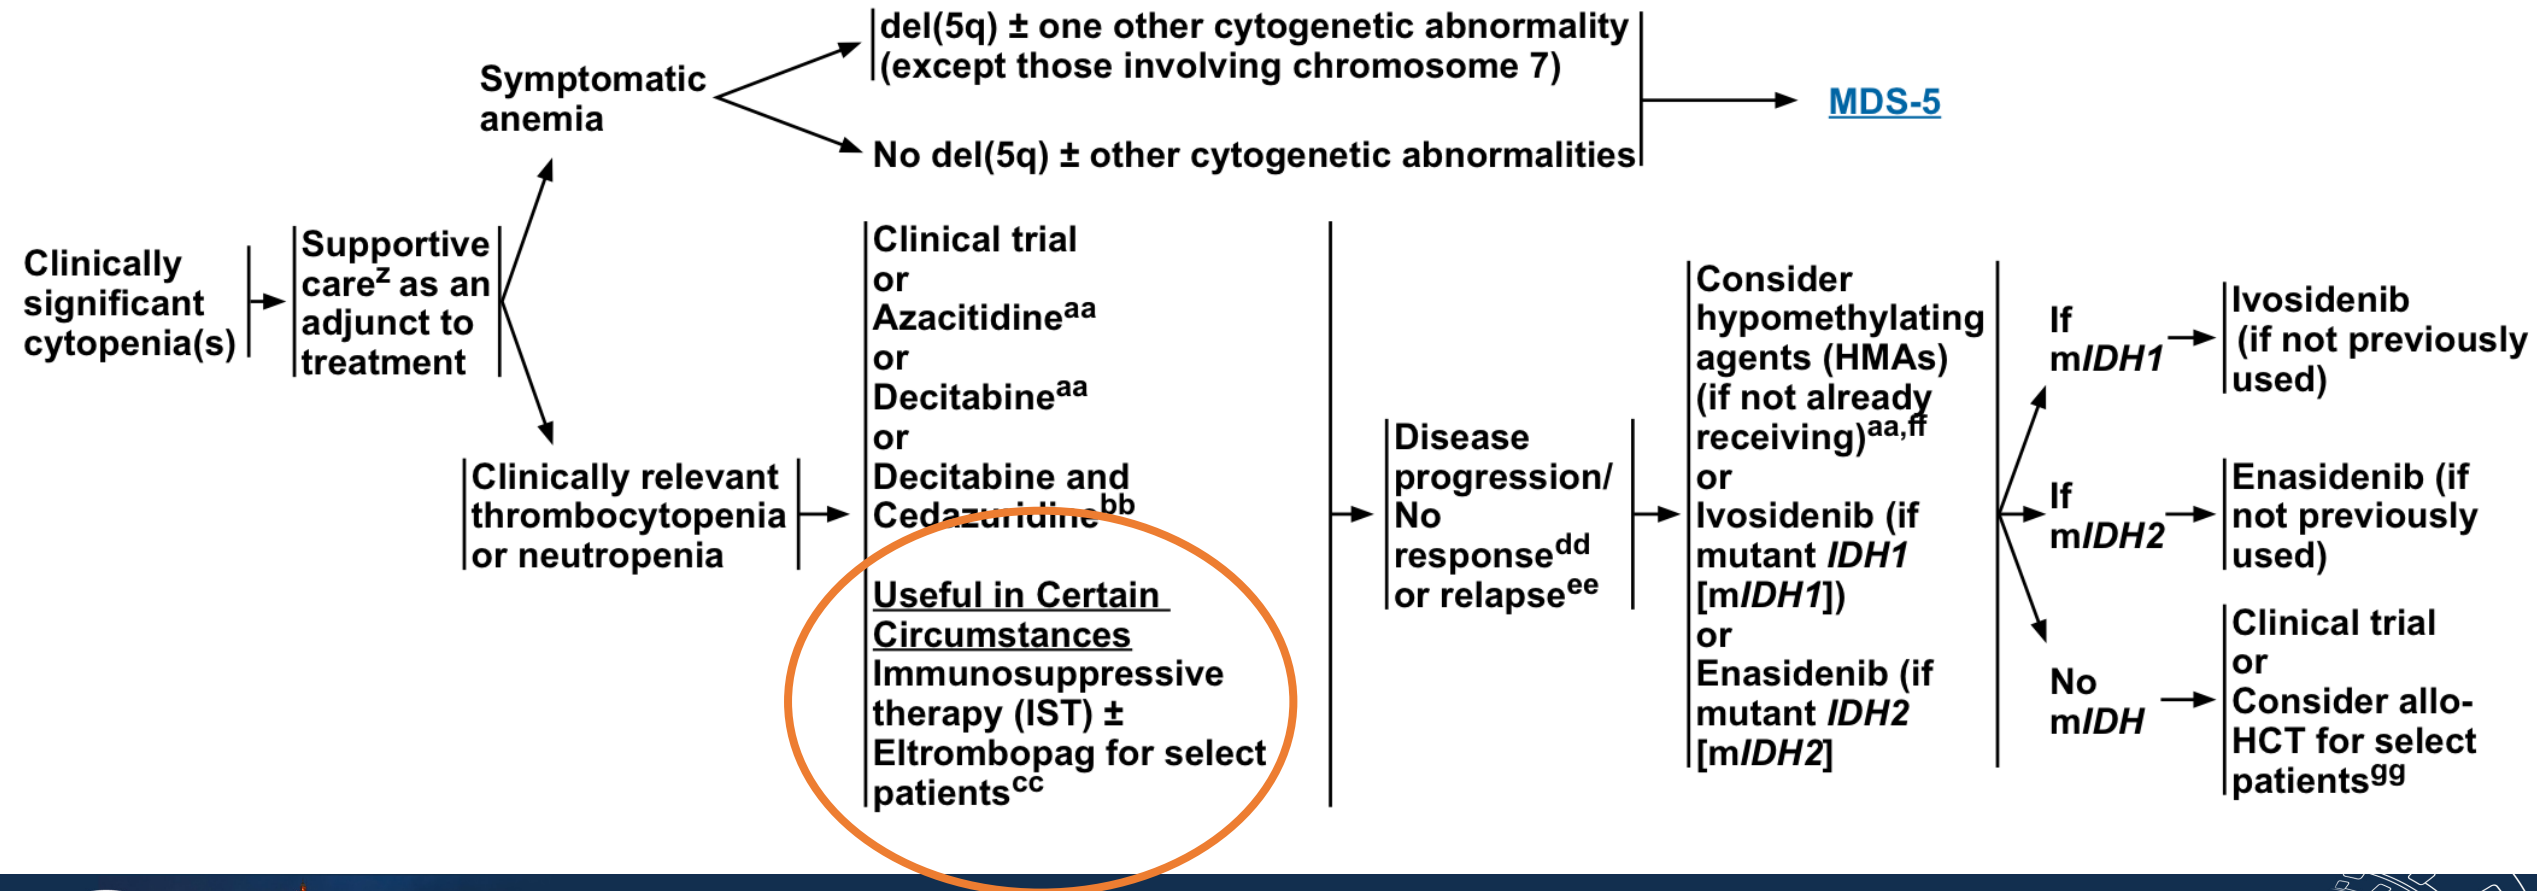 del(5q) ± one other cytogenetic abnormality
(except those involving chromosome 7)
Symptomatic
anemia
MDS-5
No del(5q) ± other cytogenetic abnormalities
Clinically
significant
cytopenia(s)
Supportive
careᶻ as an
adjunct to
treatment
Clinically relevant
thrombocytopenia
or neutropenia
Clinical trial
or
Azacitidineaa
or
Decitabineaa
or
Decitabine and
Cedazuridinebb
Useful in Certain
Circumstances
Immunosuppressive
therapy (IST) ±
Eltrombopag for select
patientscc
Disease
progression/
No
responsedd
or relapseee
Consider
hypomethylating
agents (HMAs)
(if not already
receiving)aa,ff
or
Ivosidenib (if
mutant IDH1
[mIDH1])
or
Enasidenib (if
mutant IDH2
[mIDH2]
If
mIDH1
Ivosidenib
(if not previously
used)
If
mIDH2
Enasidenib (if
not previously
used)
No
mIDH
Clinical trial
or
Consider allo-
HCT for select
patientsgg